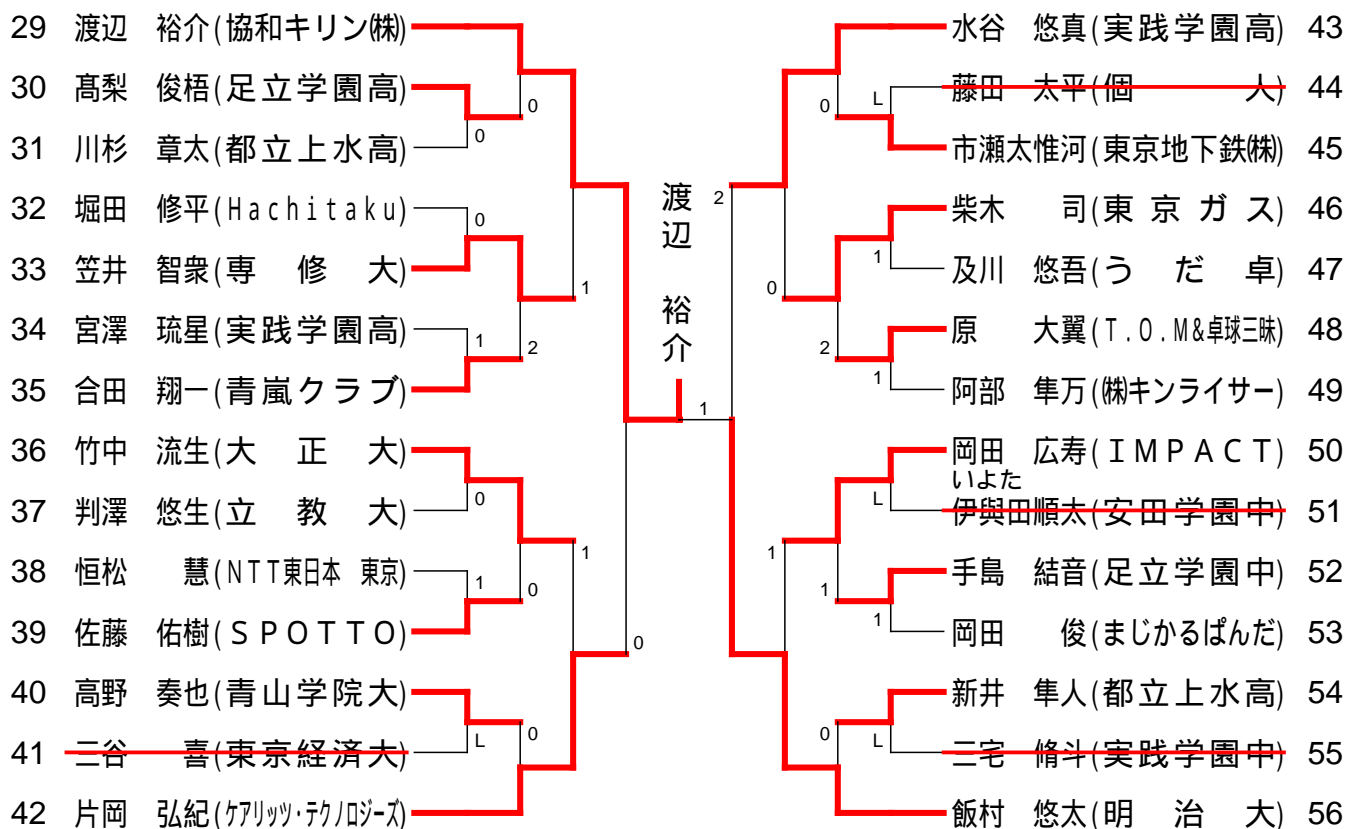 29 渡辺 裕介(協和キリン㈱)
30 髙梨 俊梧(足立学園高)
31 川杉 章太(都立上水高)
32 堀田 修平(Hachitaku)
33 笠井 智衆(専修大)
34 宮澤 琉星(実践学園高)
35 合田 翔一(青嵐クラブ)
36 竹中 流生(大正大)
37 判澤 悠生(立教大)
38 恒松 慧(NTT東日本 東京)
39 佐藤 佑樹(SPOTTO)
40 高野 奏也(青山学院大)
41 三谷 喜(東京経済大)
42 片岡 弘紀(ケアリッツ・テクノロジーズ)
0
0
0
1
2
1
0
1
0
1
L
0
1
0
渡辺 裕介
1
2
0
L
0
1
2
1
L
1
1
1
0
L
水谷 悠真(実践学園高) 43
藤田 太平(個人) 44
市瀬太惟河(東京地下鉄㈱) 45
柴木 司(東京ガス) 46
及川 悠吾(うだ卓) 47
原 大翼(T.O.M&卓球三昧) 48
阿部 隼万(㈱キンライサー) 49
岡田 広寿(IMPACT) 50
いよた
伊與田順太(安田学園中) 51
手島 結音(足立学園中) 52
岡田 俊(まじかるぱんだ) 53
新井 隼人(都立上水高) 54
三宅 脩斗(実践学園中) 55
飯村 悠太(明治大) 56